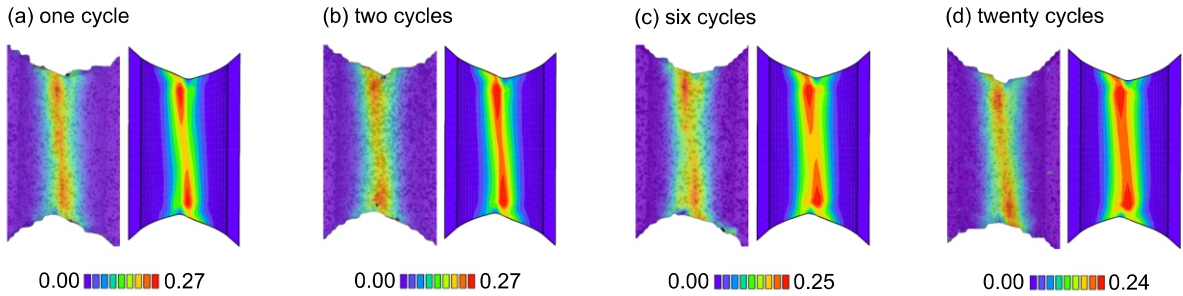 (a) one cycle
(b) two cycles
(c) six cycles
(d) twenty cycles
0.00 0.27
0.00 0.27
0.00 0.25
0.00 0.24